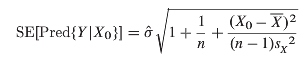 SE[Pred{Y|X₀}] = σ̂ √(1 + 1/n + (X₀ − X̅)²/((n − 1)s_X²))